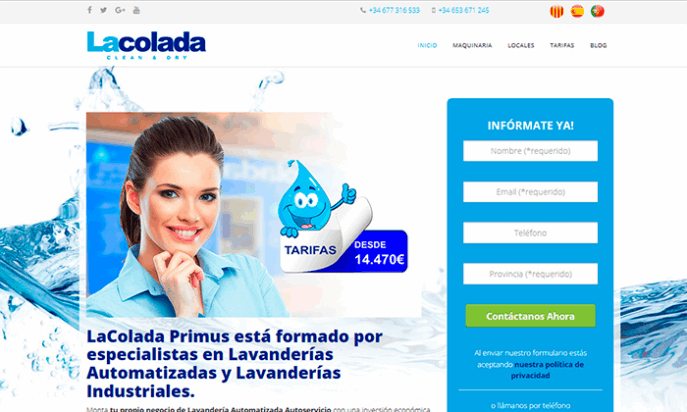 +34 677 316 533 +34 653 671 245
Lacolada
CLEAN & DRY
INICIO MAQUINARIA LOCALES TARIFAS BLOG
TARIFAS
DESDE
14.470€
LaColada Primus está formado por
especialistas en Lavanderías
Automatizadas y Lavanderías
Industriales.
Monta tu propio negocio de Lavandería Automatizada Autoservicio con una inversión económica
INFÓRMATE YA!
Nombre (*requerido)
Email (*requerido)
Teléfono
Provincia (*requerido)
Contáctanos Ahora
Al enviar nuestro formulario estás
aceptando nuestra política de
privacidad
o llámanos por teléfono